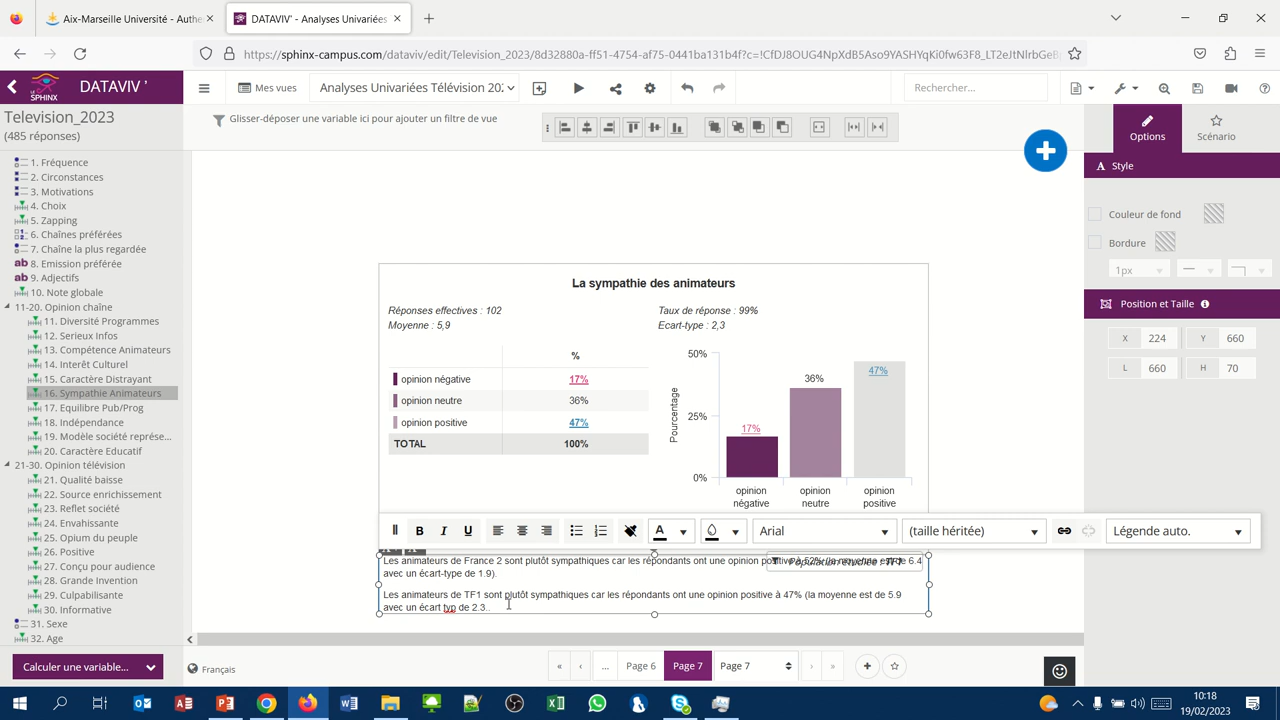 Aix-Marseille Université - Authe
DATAVIV' - Analyses Univariées
https://sphinx-campus.com/dataviv/edit/Television_2023/8d32880a-ff51-4754-af75-0441ba131b4f?c=!CfDJ8OUG4NpXdB5Aso9YASHYqKi0fw63F8_LT2eJtNlrbGeB
LE SPHINX
DATAVIV '
Mes vues
Analyses Univariées Télévision 202
Rechercher...
Television_2023
(485 réponses)
Glisser-déposer une variable ici pour ajouter un filtre de vue
Options
Scénario
1. Fréquence
2. Circonstances
3. Motivations
4. Choix
5. Zapping
6. Chaînes préférées
7. Chaîne la plus regardée
8. Emission préférée
9. Adjectifs
10. Note globale
11-20. Opinion chaîne
11. Diversité Programmes
12. Serieux Infos
13. Compétence Animateurs
14. Interêt Culturel
15. Caractère Distrayant
16. Sympathie Animateurs
17. Equilibre Pub/Prog
18. Indépendance
19. Modèle société représe...
20. Caractère Educatif
21-30. Opinion télévision
21. Qualité baisse
22. Source enrichissement
23. Reflet société
24. Envahissante
25. Opium du peuple
26. Positive
27. Conçu pour audience
28. Grande Invention
29. Culpabilisante
30. Informative
31. Sexe
32. Age
Style
Couleur de fond
Bordure
1px
Position et Taille
X 224 Y 660
L 660 H 70
La sympathie des animateurs
Réponses effectives : 102
Taux de réponse : 99%
Moyenne : 5,9
Ecart-type : 2,3
%
opinion négative 17%
opinion neutre 36%
opinion positive 47%
TOTAL 100%
Pourcentage
50%
25%
0%
17%
36%
47%
opinion négative
opinion neutre
opinion positive
B I U
A
Arial
(taille héritée)
Légende auto.
Population étudiée : TF1
Les animateurs de France 2 sont plutôt sympathiques car les répondants ont une opinion positive à 52% (la moyenne est de 6.4
avec un écart-type de 1.9).
Les animateurs de TF1 sont plutôt sympathiques car les répondants ont une opinion positive à 47% (la moyenne est de 5.9
avec un écart typ de 2.3..
Calculer une variable...
Français
« ‹ ... Page 6 Page 7 Page 7 › »
10:18
19/02/2023